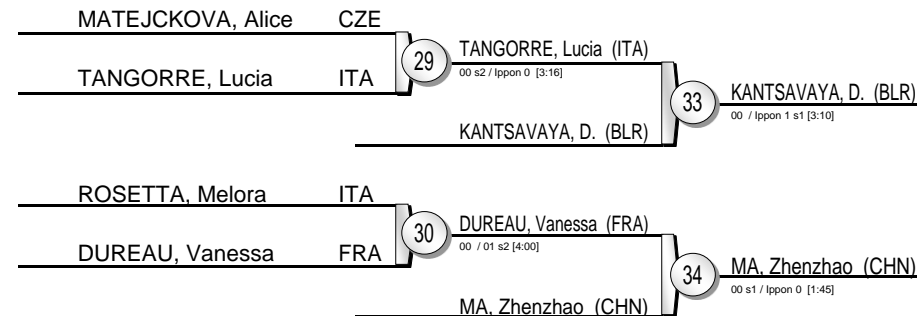 MATEJCKOVA, Alice CZE
29
TANGORRE, Lucia (ITA)
00 s2 / Ippon 0 [3:16]
TANGORRE, Lucia ITA
33
KANTSAVAYA, D. (BLR)
00 / Ippon 1 s1 [3:10]
KANTSAVAYA, D. (BLR)
ROSETTA, Melora ITA
30
DUREAU, Vanessa (FRA)
00 / 01 s2 [4:00]
DUREAU, Vanessa FRA
34
MA, Zhenzhao (CHN)
00 s1 / Ippon 0 [1:45]
MA, Zhenzhao (CHN)